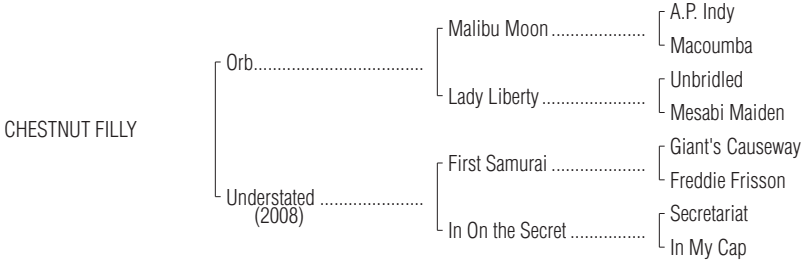 A.P. Indy
Malibu Moon .....................
Macoumba
Orb..................................
Unbridled
Lady Liberty .......................
Mesabi Maiden
CHESTNUT FILLY
Giant's Causeway
First Samurai .....................
Freddie Frisson
Understated .....................
(2008)
Secretariat
In On the Secret .................
In My Cap